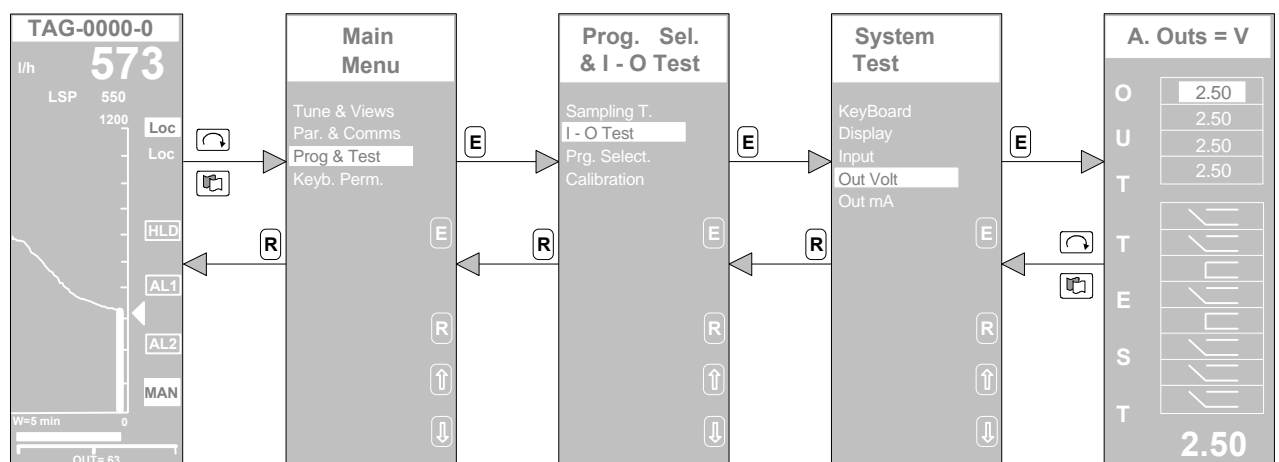 TAG-0000-0
l/h 573
LSP 550
1200
Loc
Loc
HLD
AL1
AL2
MAN
W=5 min 0
OUT= 63
Main
Menu
Tune & Views
Par. & Comms
Prog & Test
Keyb. Perm.
E
R
E
R
Prog. Sel.
& I - O Test
Sampling T.
I - O Test
Prg. Select.
Calibration
E
R
E
R
System
Test
KeyBoard
Display
Input
Out Volt
Out mA
E
R
E
R
A. Outs = V
O
U
T
T
E
S
T
2.50
2.50
2.50
2.50
2.50
R
E